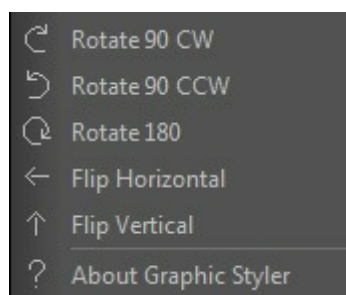 Rotate 90 CW
Rotate 90 CCW
Rotate 180
Flip Horizontal
Flip Vertical
? About Graphic Styler